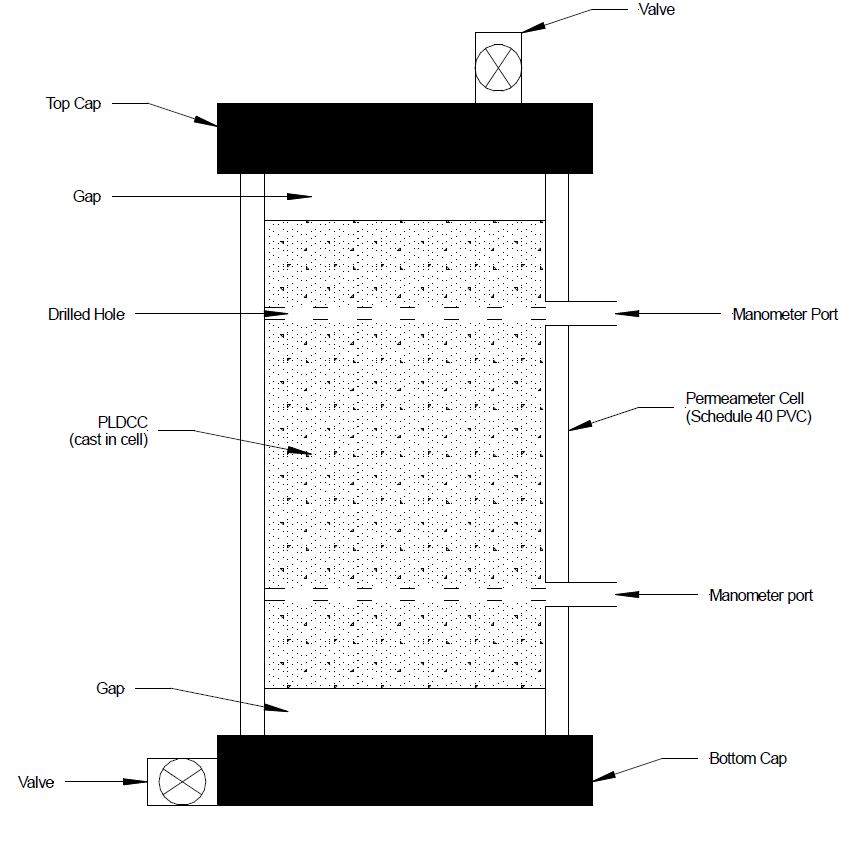 Valve
Top Cap
Gap
Drilled Hole
Manometer Port
Permeameter Cell
(Schedule 40 PVC)
PLDCC
(cast in cell)
Manometer port
Gap
Bottom Cap
Valve